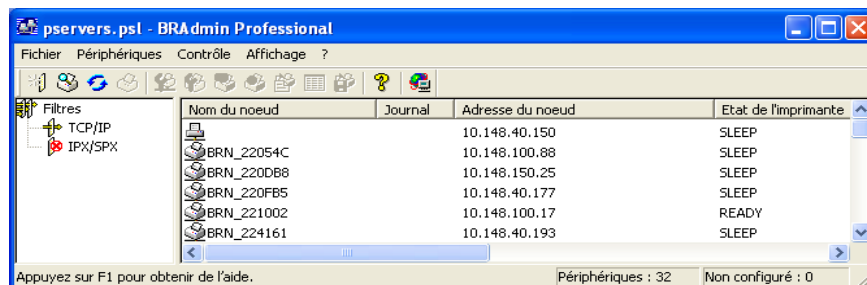 pservers.psl - BRAdmin Professional
Fichier Périphériques Contrôle Affichage ?
Filtres
TCP/IP
IPX/SPX
Nom du noeud Journal Adresse du noeud Etat de l'imprimante
10.148.40.150 SLEEP
BRN_22054C 10.148.100.88 SLEEP
BRN_220DB8 10.148.150.25 SLEEP
BRN_220FB5 10.148.40.177 SLEEP
BRN_221002 10.148.100.17 READY
BRN_224161 10.148.40.193 SLEEP
Appuyez sur F1 pour obtenir de l'aide. Périphériques : 32 Non configuré : 0